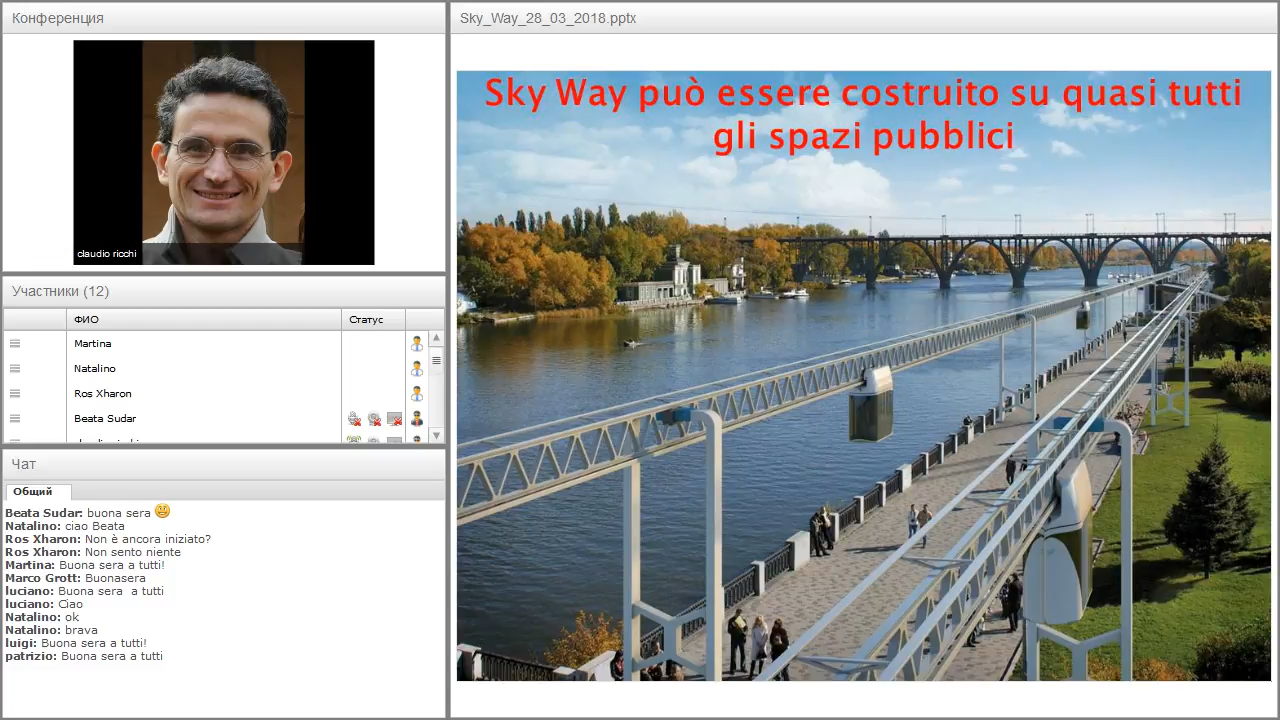 Конференция
claudio ricchi
Участники (12)
ФИО
Статус
Martina
Natalino
Ros Xharon
Beata Sudar
Чат
Общий
Beata Sudar: buona sera
Natalino: ciao Beata
Ros Xharon: Non è ancora iniziato?
Ros Xharon: Non sento niente
Martina: Buona sera a tutti!
Marco Grott: Buonasera
luciano: Buona sera  a tutti
luciano: Ciao
Natalino: ok
Natalino: brava
luigi: Buona sera a tutti!
patrizio: Buona sera a tutti
Sky_Way_28_03_2018.pptx
Sky Way può essere costruito su quasi tutti
gli spazi pubblici